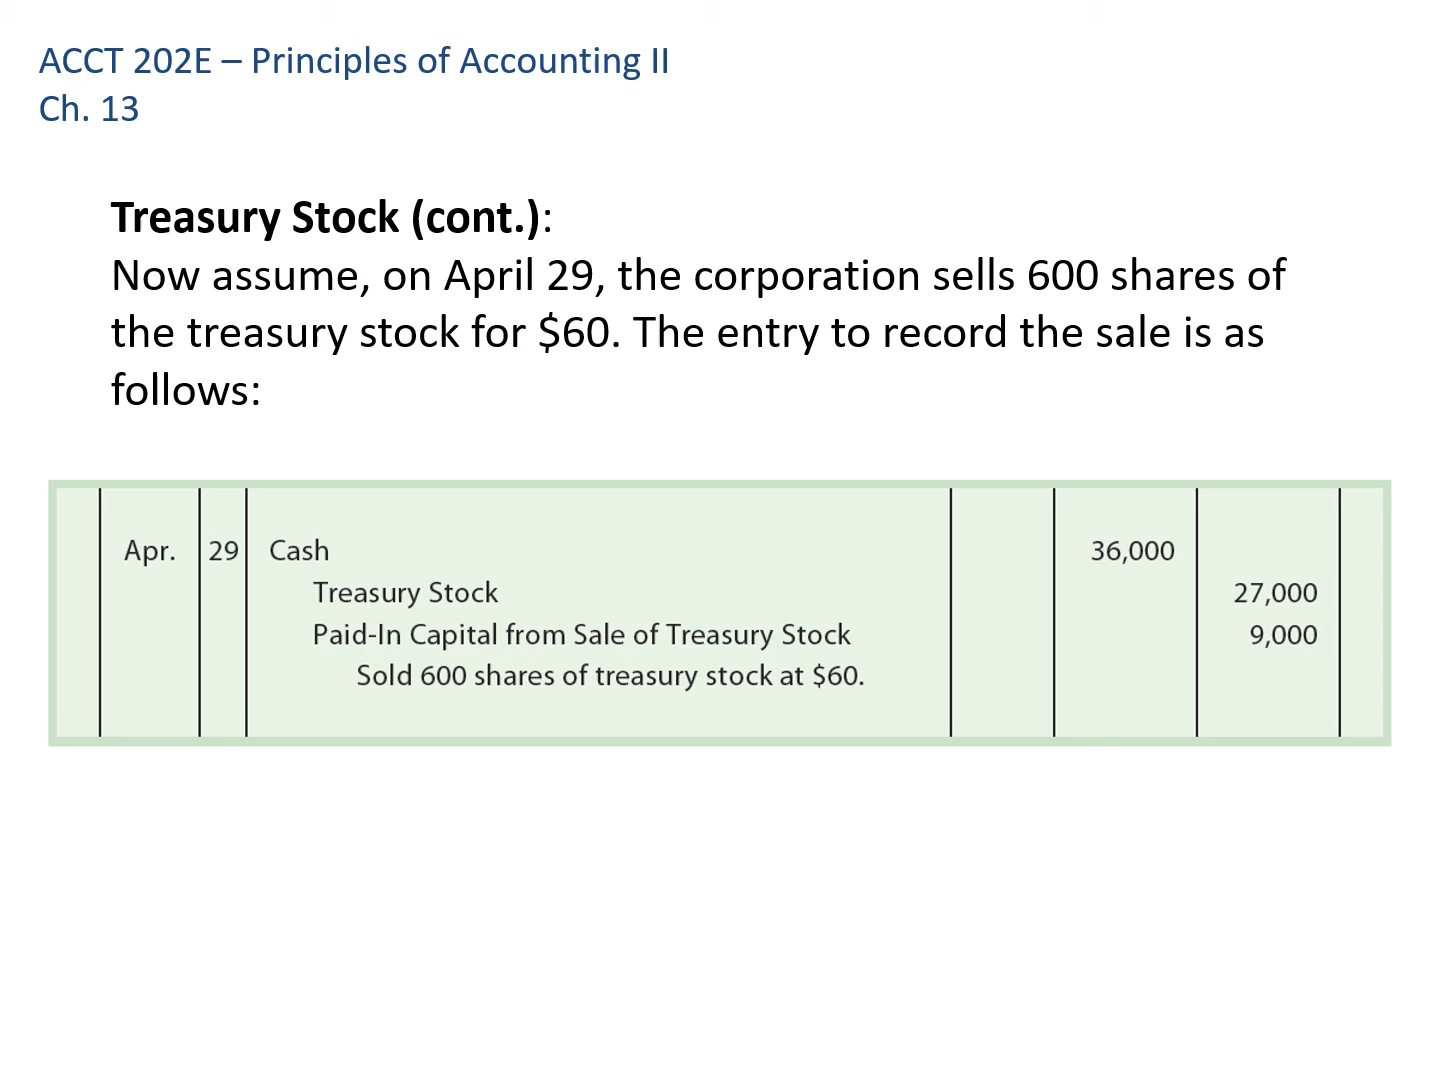 ACCT 202E – Principles of Accounting II
Ch. 13
Treasury Stock (cont.):
Now assume, on April 29, the corporation sells 600 shares of
the treasury stock for $60. The entry to record the sale is as
follows:
Apr. 29 Cash 36,000
Treasury Stock 27,000
Paid-In Capital from Sale of Treasury Stock 9,000
Sold 600 shares of treasury stock at $60.